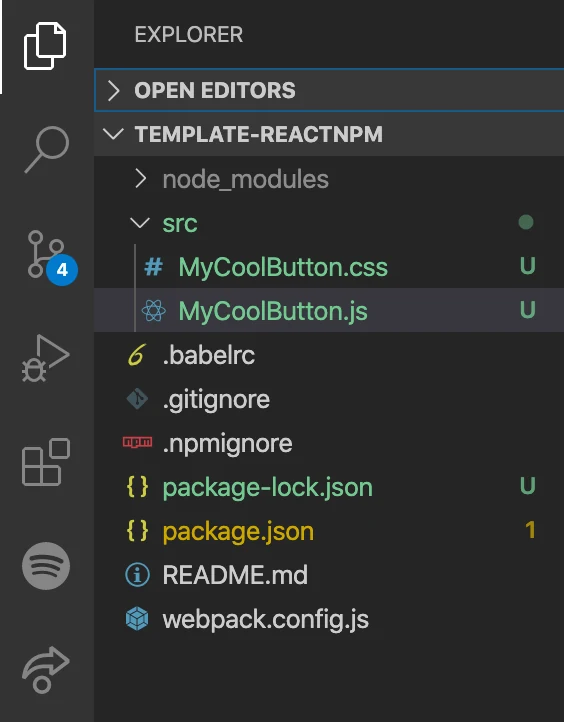 EXPLORER
OPEN EDITORS
TEMPLATE-REACTNPM
node_modules
src
MyCoolButton.css U
4
MyCoolButton.js U
.babelrc
.gitignore
.npmignore
package-lock.json U
package.json 1
README.md
webpack.config.js